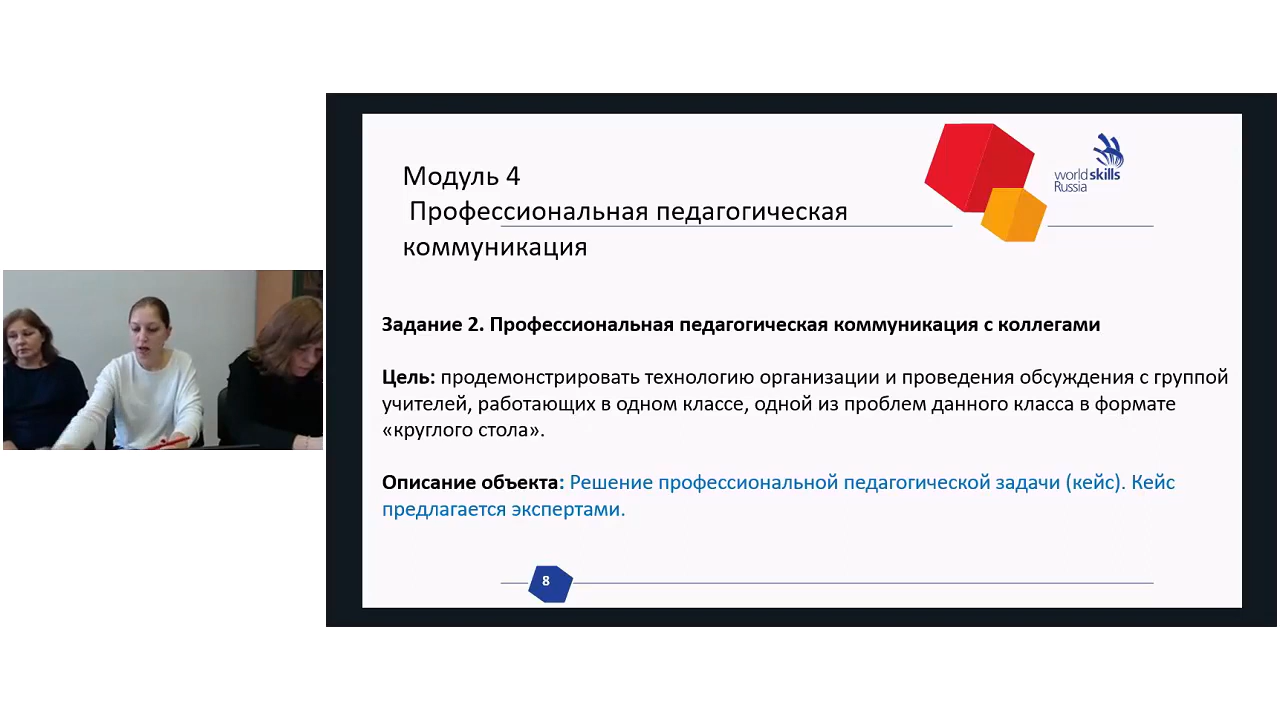 Модуль 4
Профессиональная педагогическая
коммуникация
world skills
Russia
Задание 2. Профессиональная педагогическая коммуникация с коллегами
Цель: продемонстрировать технологию организации и проведения обсуждения с группой
учителей, работающих в одном классе, одной из проблем данного класса в формате
«круглого стола».
Описание объекта: Решение профессиональной педагогической задачи (кейс). Кейс
предлагается экспертами.
8